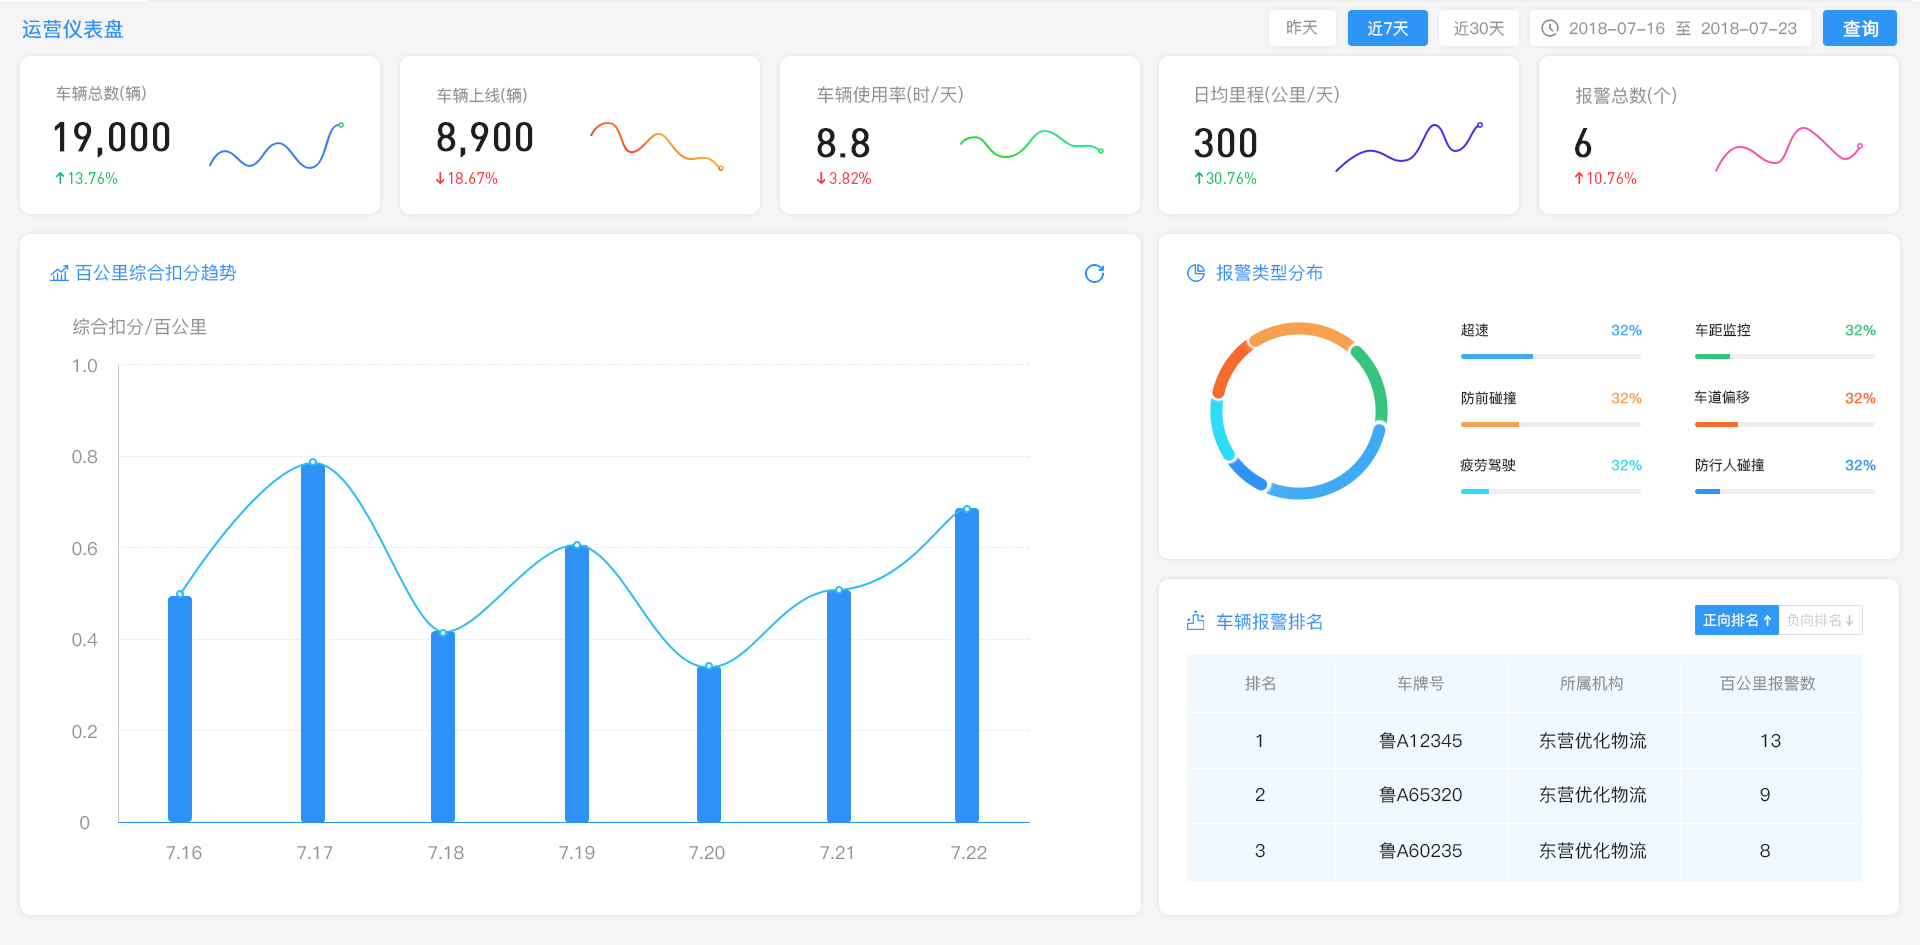 运营仪表盘
昨天 近7天 近30天 2018-07-16 至 2018-07-23 查询
车辆总数(辆)
19,000
↑13.76%
车辆上线(辆)
8,900
↓18.67%
车辆使用率(时/天)
8.8
↓3.82%
日均里程(公里/天)
300
↑30.76%
报警总数(个)
6
↑10.76%
百公里综合扣分趋势
综合扣分/百公里
1.0
0.8
0.6
0.4
0.2
0
7.16 7.17 7.18 7.19 7.20 7.21 7.22
报警类型分布
超速 32% 车距监控 32%
防前碰撞 32% 车道偏移 32%
疲劳驾驶 32% 防行人碰撞 32%
车辆报警排名 正向排名↑ 负向排名↓
排名 车牌号 所属机构 百公里报警数
1 鲁A12345 东营优化物流 13
2 鲁A65320 东营优化物流 9
3 鲁A60235 东营优化物流 8